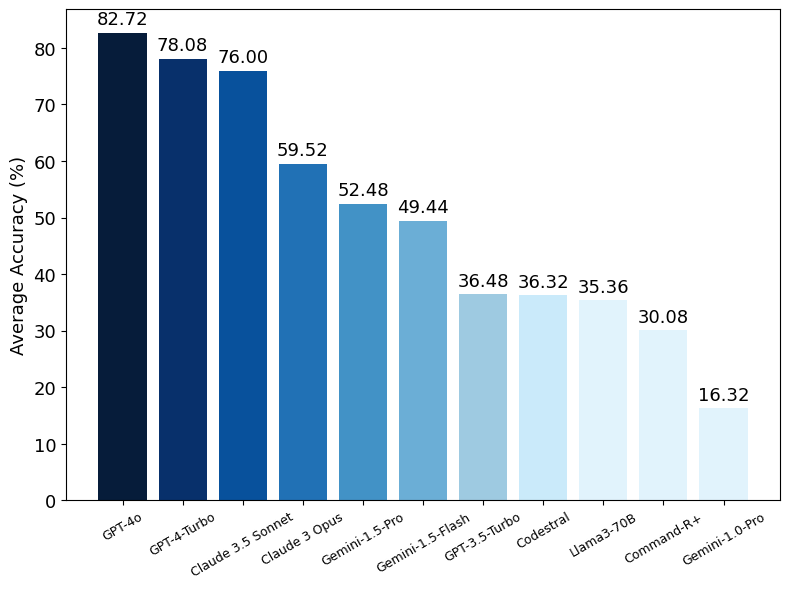 82.72
78.08
76.00
59.52
52.48
49.44
36.48
36.32
35.36
30.08
16.32
Average Accuracy (%)
80
70
60
50
40
30
20
10
0
GPT-4o
GPT-4-Turbo
Claude 3.5 Sonnet
Claude 3 Opus
Gemini-1.5-Pro
Gemini-1.5-Flash
GPT-3.5-Turbo
Codestral
Llama3-70B
Command-R+
Gemini-1.0-Pro